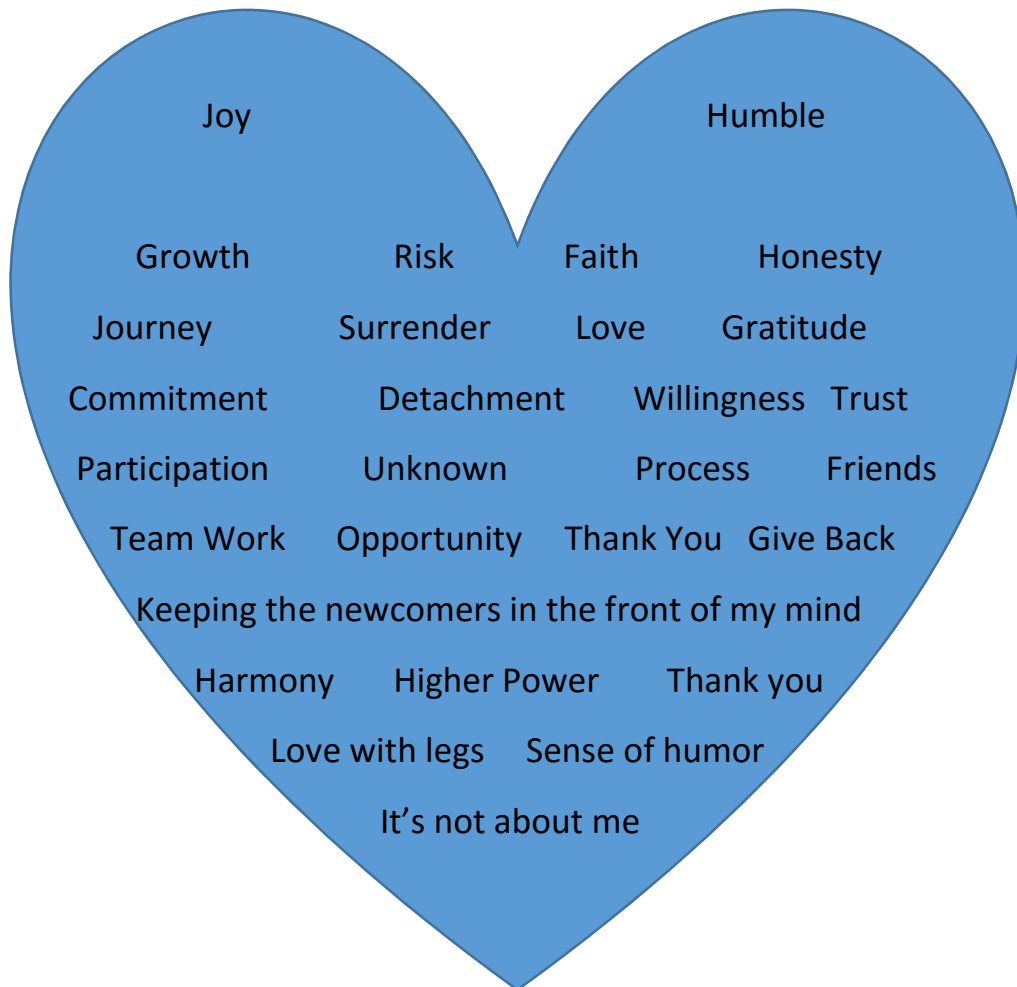 Joy Humble
Growth Risk Faith Honesty
Journey Surrender Love Gratitude
Commitment Detachment Willingness Trust
Participation Unknown Process Friends
Team Work Opportunity Thank You Give Back
Keeping the newcomers in the front of my mind
Harmony Higher Power Thank you
Love with legs Sense of humor
It’s not about me